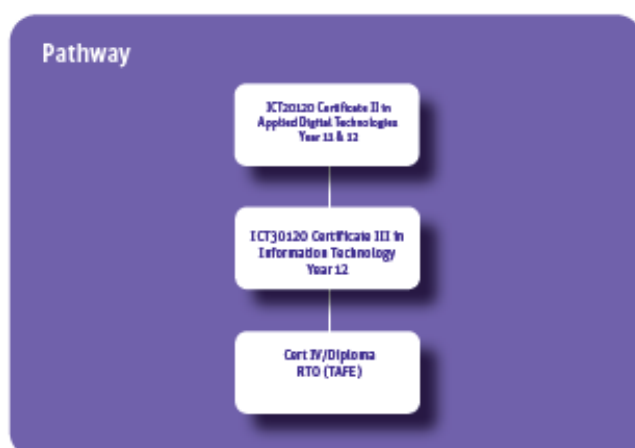 Pathway
ICT20120 Certificate II in
Applied Digital Technologies
Year 11 & 12
ICT30120 Certificate III in
Information Technology
Year 12
Cert IV/Diploma
RTO (TAFE)